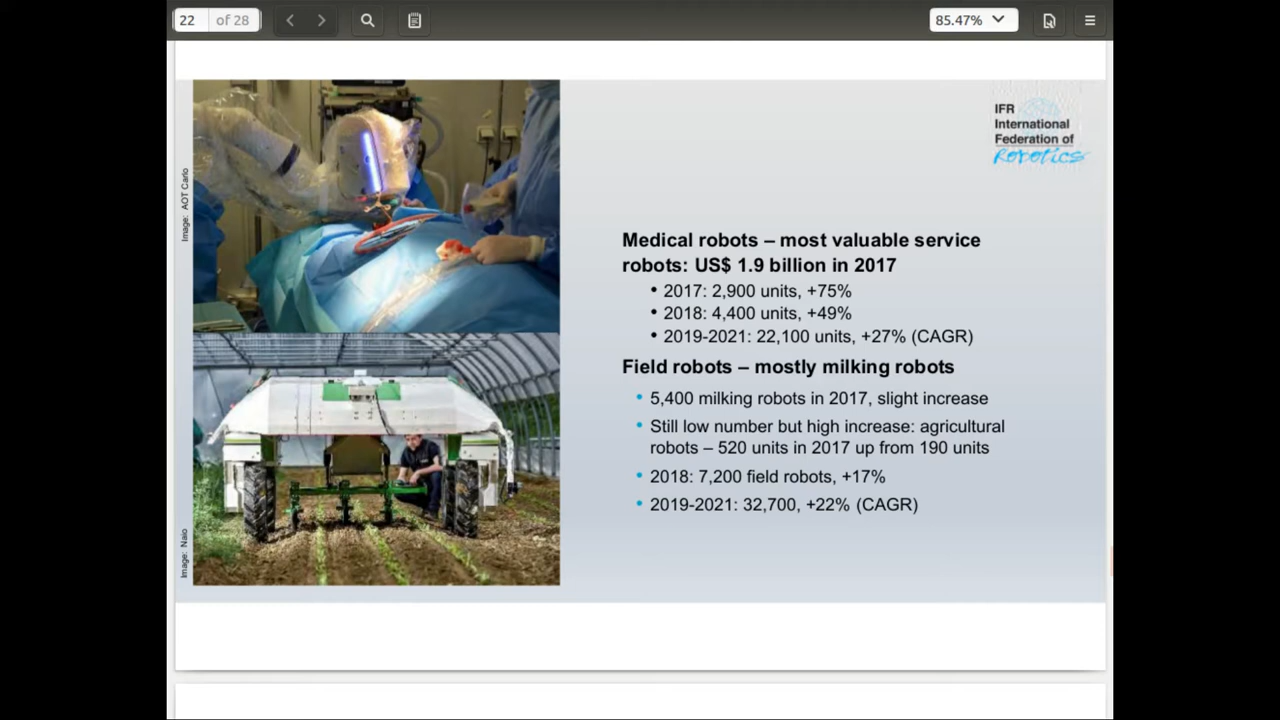 22 of 28
85.47%
IFR
International
Federation of
Robotics
Image: AOT Carlo
Medical robots – most valuable service
robots: US$ 1.9 billion in 2017
• 2017: 2,900 units, +75%
• 2018: 4,400 units, +49%
• 2019-2021: 22,100 units, +27% (CAGR)
Field robots – mostly milking robots
• 5,400 milking robots in 2017, slight increase
• Still low number but high increase: agricultural
robots – 520 units in 2017 up from 190 units
• 2018: 7,200 field robots, +17%
• 2019-2021: 32,700, +22% (CAGR)
Image: Naio